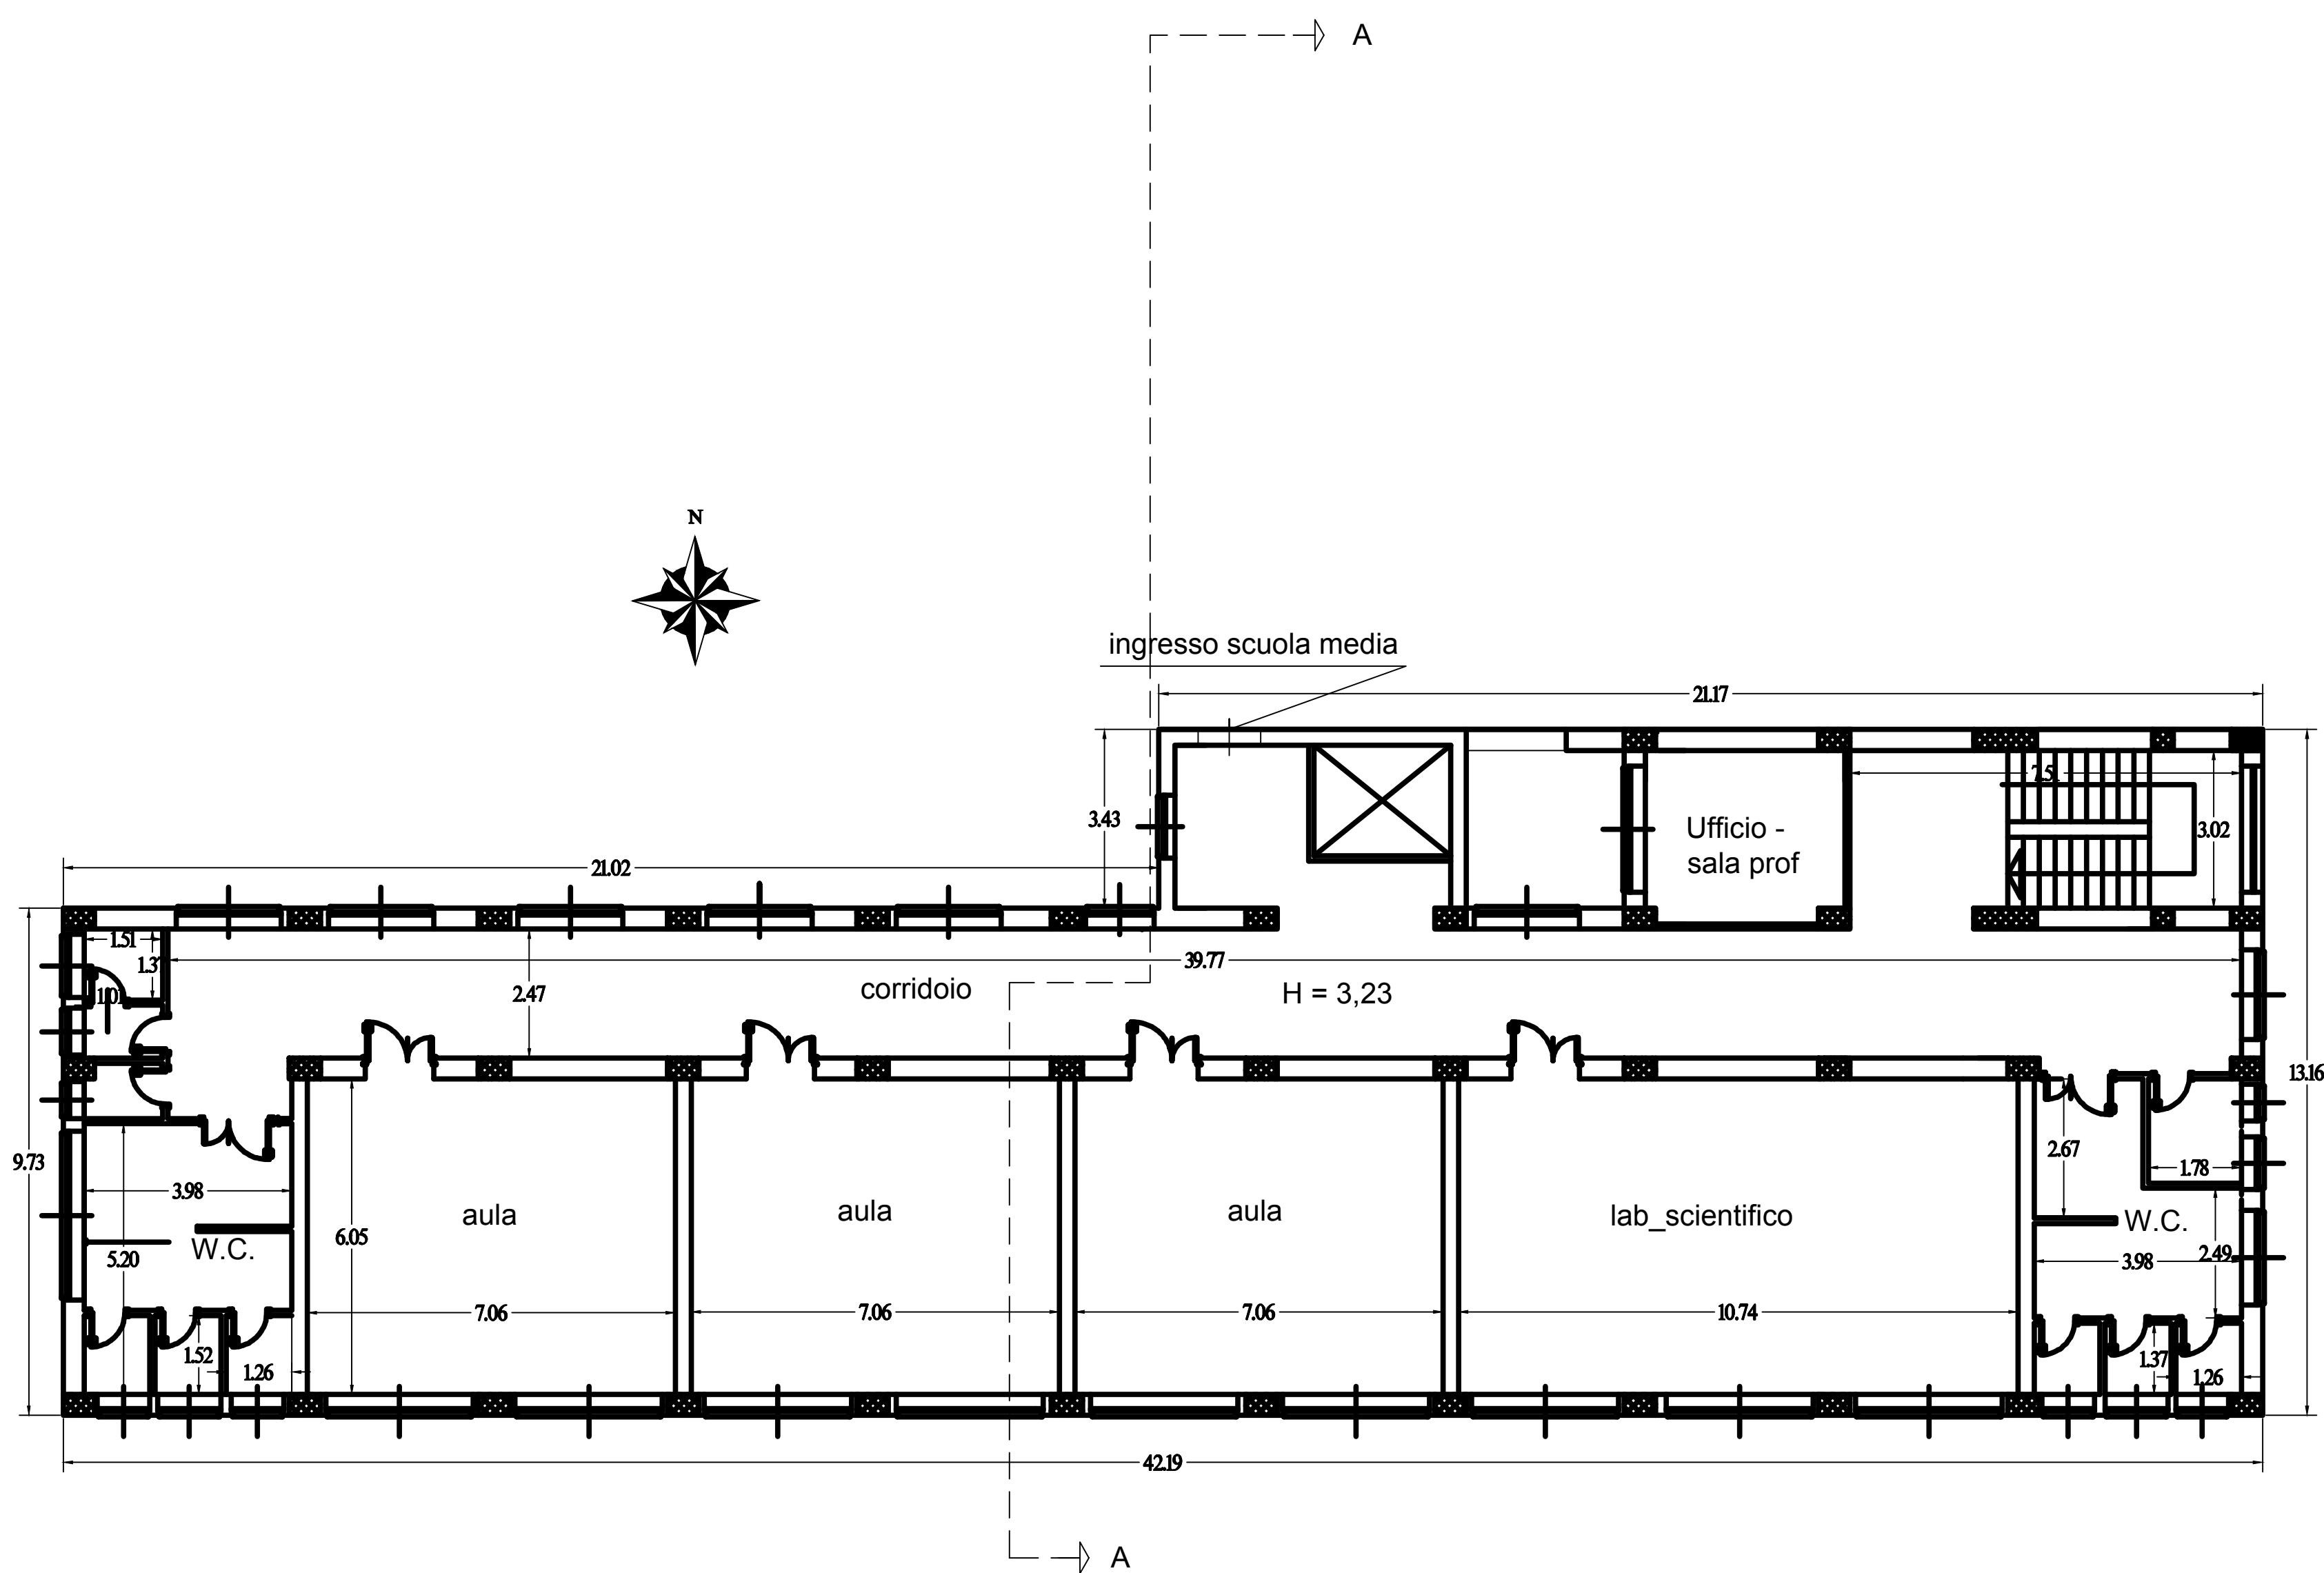 A
N
ingresso scuola media
21.17
7.51
3.43
Ufficio -
sala prof
3.02
21.02
1.51
1.37
39.77
2.47
corridoio
H = 3,23
1.01
13.16
9.73
2.67
1.78
3.98
aula
aula
aula
lab_scientifico
W.C.
6.05
W.C.
5.20
2.49
3.98
7.06
7.06
7.06
10.74
1.52
1.26
1.37
1.26
42.19
A